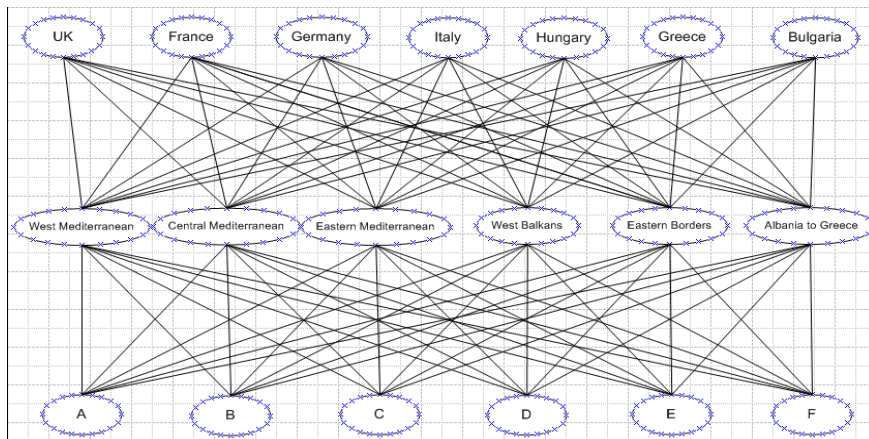 UK France Germany Italy Hungary Greece Bulgaria
West Mediterranean Central Mediterranean Eastern Mediterranean West Balkans Eastern Borders Albania to Greece
A B C D E F